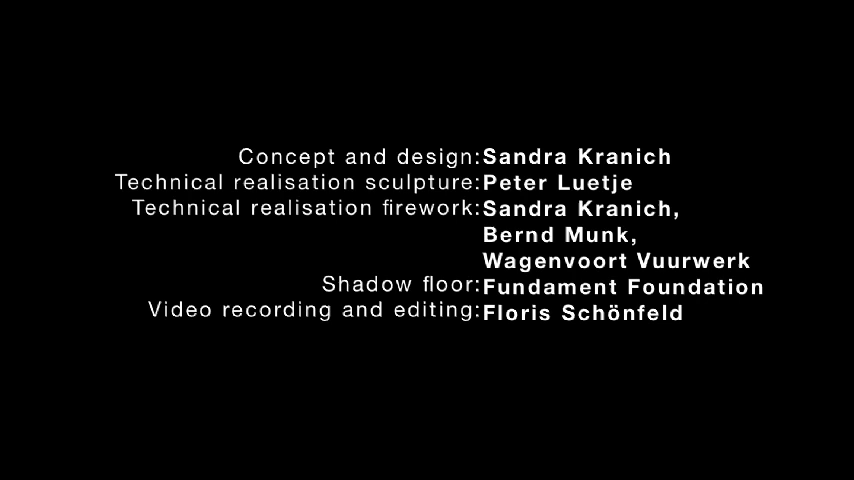 Concept and design: Sandra Kranich
Technical realisation sculpture: Peter Luetje
Technical realisation firework: Sandra Kranich,
Bernd Munk,
Wagenvoort Vuurwerk
Shadow floor: Fundament Foundation
Video recording and editing: Floris Schönfeld